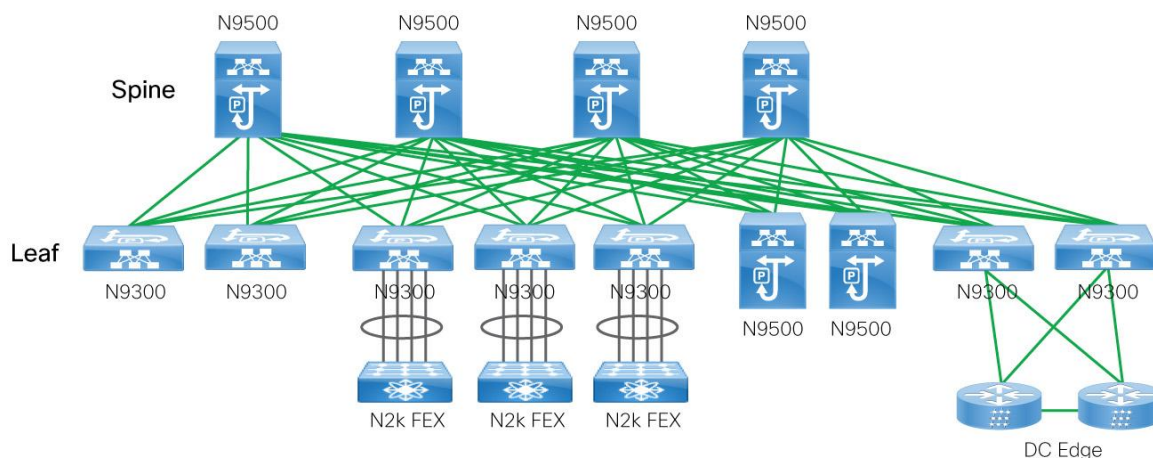 N9500 N9500 N9500 N9500
Spine
P P P P
Leaf
P P P P P P P P P
N9300 N9300 N9300 N9300 N9300 N9500 N9500 N9300 N9300
N2k FEX N2k FEX N2k FEX
DC Edge